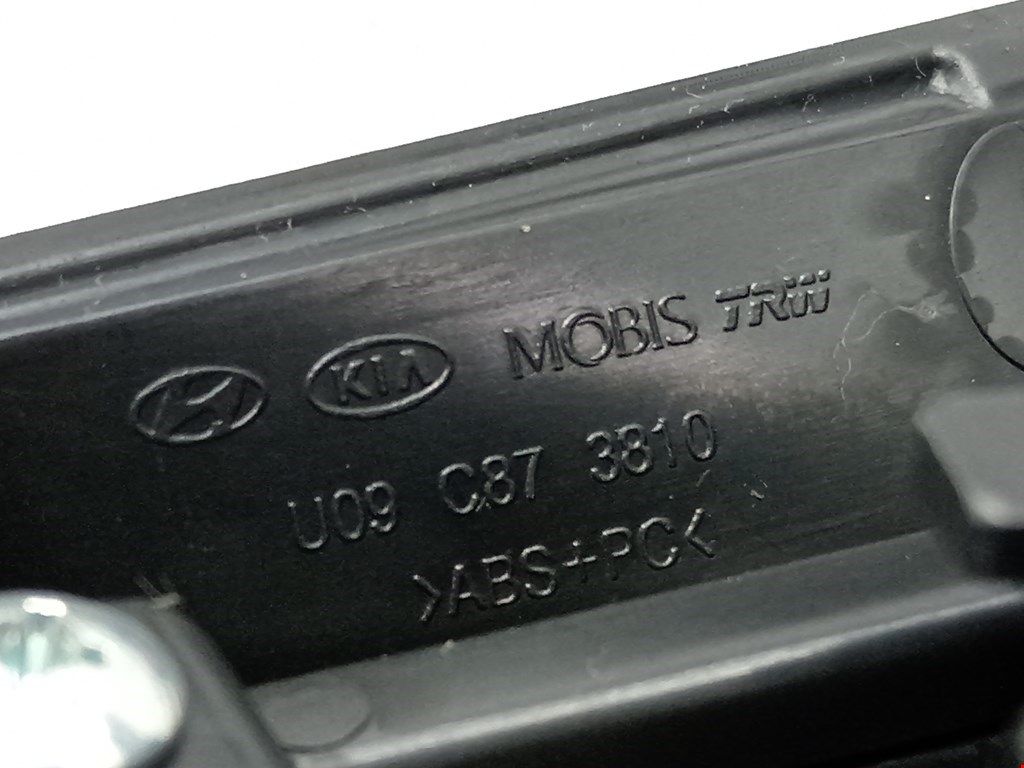 KIA MOBIS TRW
U09 C87 3810
>ABS+PC<